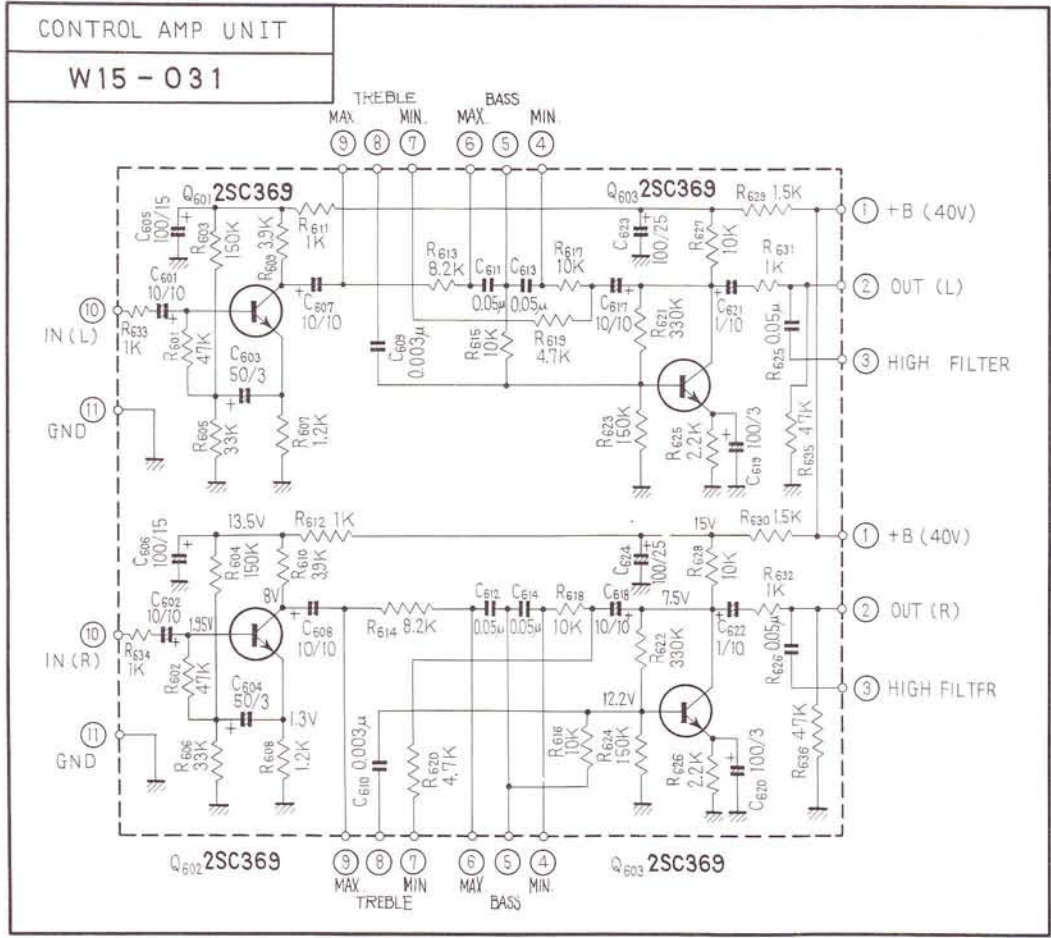 CONTROL AMP UNIT
W15-031
TREBLE BASS
MAX. MIN. MAX. MIN.
9 8 7 6 5 4
Q601 2SC369
Q603 2SC369
C605 100/15
R603 150K
R609 3.9K
R611 1K
C623 100/25
R627 10K
R629 1.5K
1 +B (40V)
C601 10/10
C607 10/10
R613 8.2K
C611 0.05μ
C613 0.05μ
R617 10K
C617 10/10
R621 330K
C621 1/10
R631 1K
2 OUT (L)
10
IN (L)
R633 1K
R601 47K
C603 50/3
C609 0.003μ
R615 10K
R619 4.7K
R625 0.05μ
3 HIGH FILTER
11
GND
R605 33K
R607 1.2K
R623 150K
R625 2.2K
C619 100/3
R635 47K
13.5V
R612 1K
15V
R630 1.5K
1 +B (40V)
C606 100/15
R604 150K
R610 3.9K
C624 100/25
R628 10K
R632 1K
C602 10/10
8V
C608 10/10
R614 8.2K
C612 0.05μ
C614 0.05μ
R618 10K
C618 10/10
7.5V
C622 1/10
2 OUT (R)
10
IN (R)
R634 1K
1.95V
R602 47K
C604 50/3
1.3V
R622 330K
R626 0.05μ
3 HIGH FILTFR
12.2V
11
GND
R606 33K
R608 1.2K
C610 0.003μ
R620 4.7K
R616 10K
R624 150K
R626 2.2K
C620 100/3
R636 47K
Q602 2SC369
Q603 2SC369
9 8 7 6 5 4
MAX. MIN MAX. MIN.
TREBLE BASS